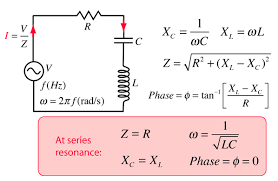 I = V/Z
R
C
L
V
f(Hz)
ω = 2πf(rad/s)
X_C = 1/ωC   X_L = ωL
Z = √(R² + (X_L − X_C)²)
Phase = ϕ = tan⁻¹[(X_L − X_C)/R]
At series
resonance:
Z = R   ω = 1/√(LC)
X_C = X_L   Phase = ϕ = 0